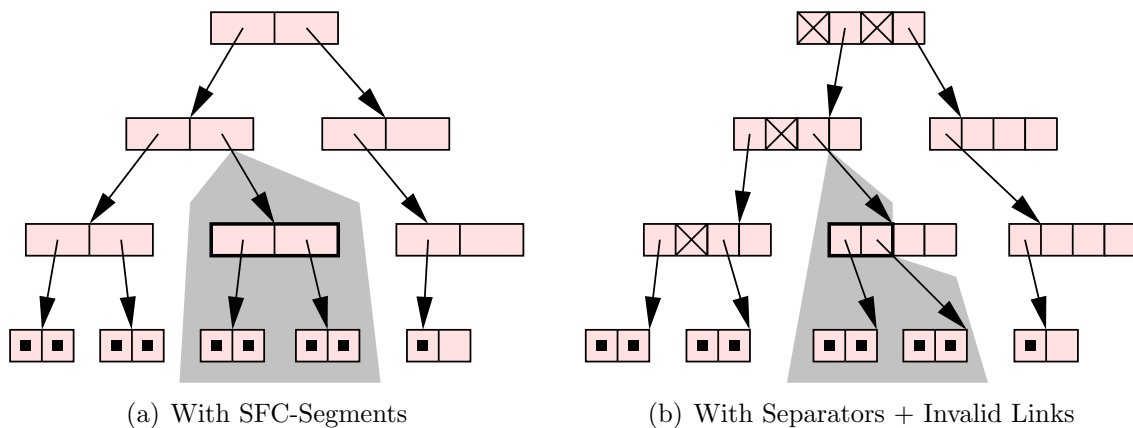 (a) With SFC-Segments
(b) With Separators + Invalid Links